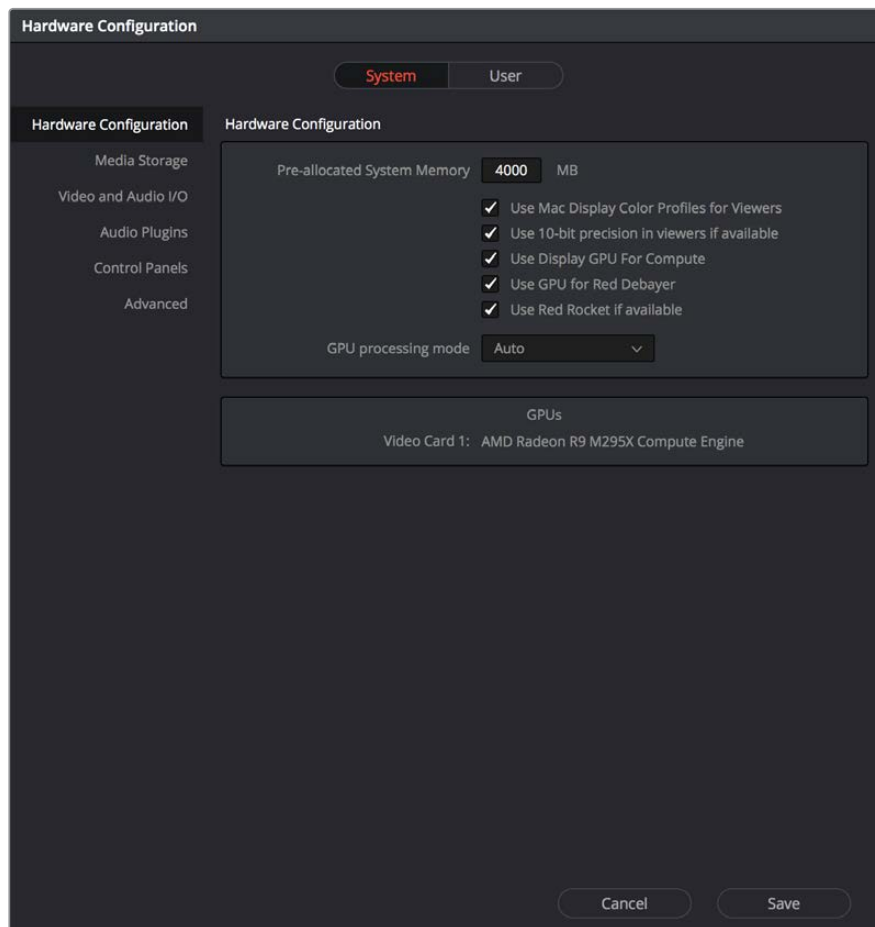 Hardware Configuration
System
User
Hardware Configuration
Media Storage
Video and Audio I/O
Audio Plugins
Control Panels
Advanced
Hardware Configuration
Pre-allocated System Memory 4000 MB
Use Mac Display Color Profiles for Viewers
Use 10-bit precision in viewers if available
Use Display GPU For Compute
Use GPU for Red Debayer
Use Red Rocket if available
GPU processing mode Auto
GPUs
Video Card 1: AMD Radeon R9 M295X Compute Engine
Cancel
Save